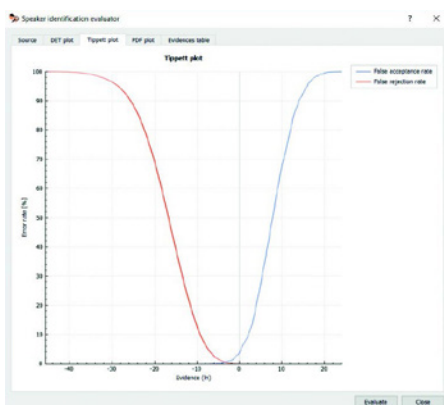 Speaker identification evaluator ? ×
Source DET plot Tippett plot PDF plot Evidences table
Tippett plot
False acceptance rate
False rejection rate
100
90
80
70
60
50
40
30
20
10
0
Error rate [%]
-40 -30 -20 -10 0 10 20
Evidence [lr]
Evaluate Close